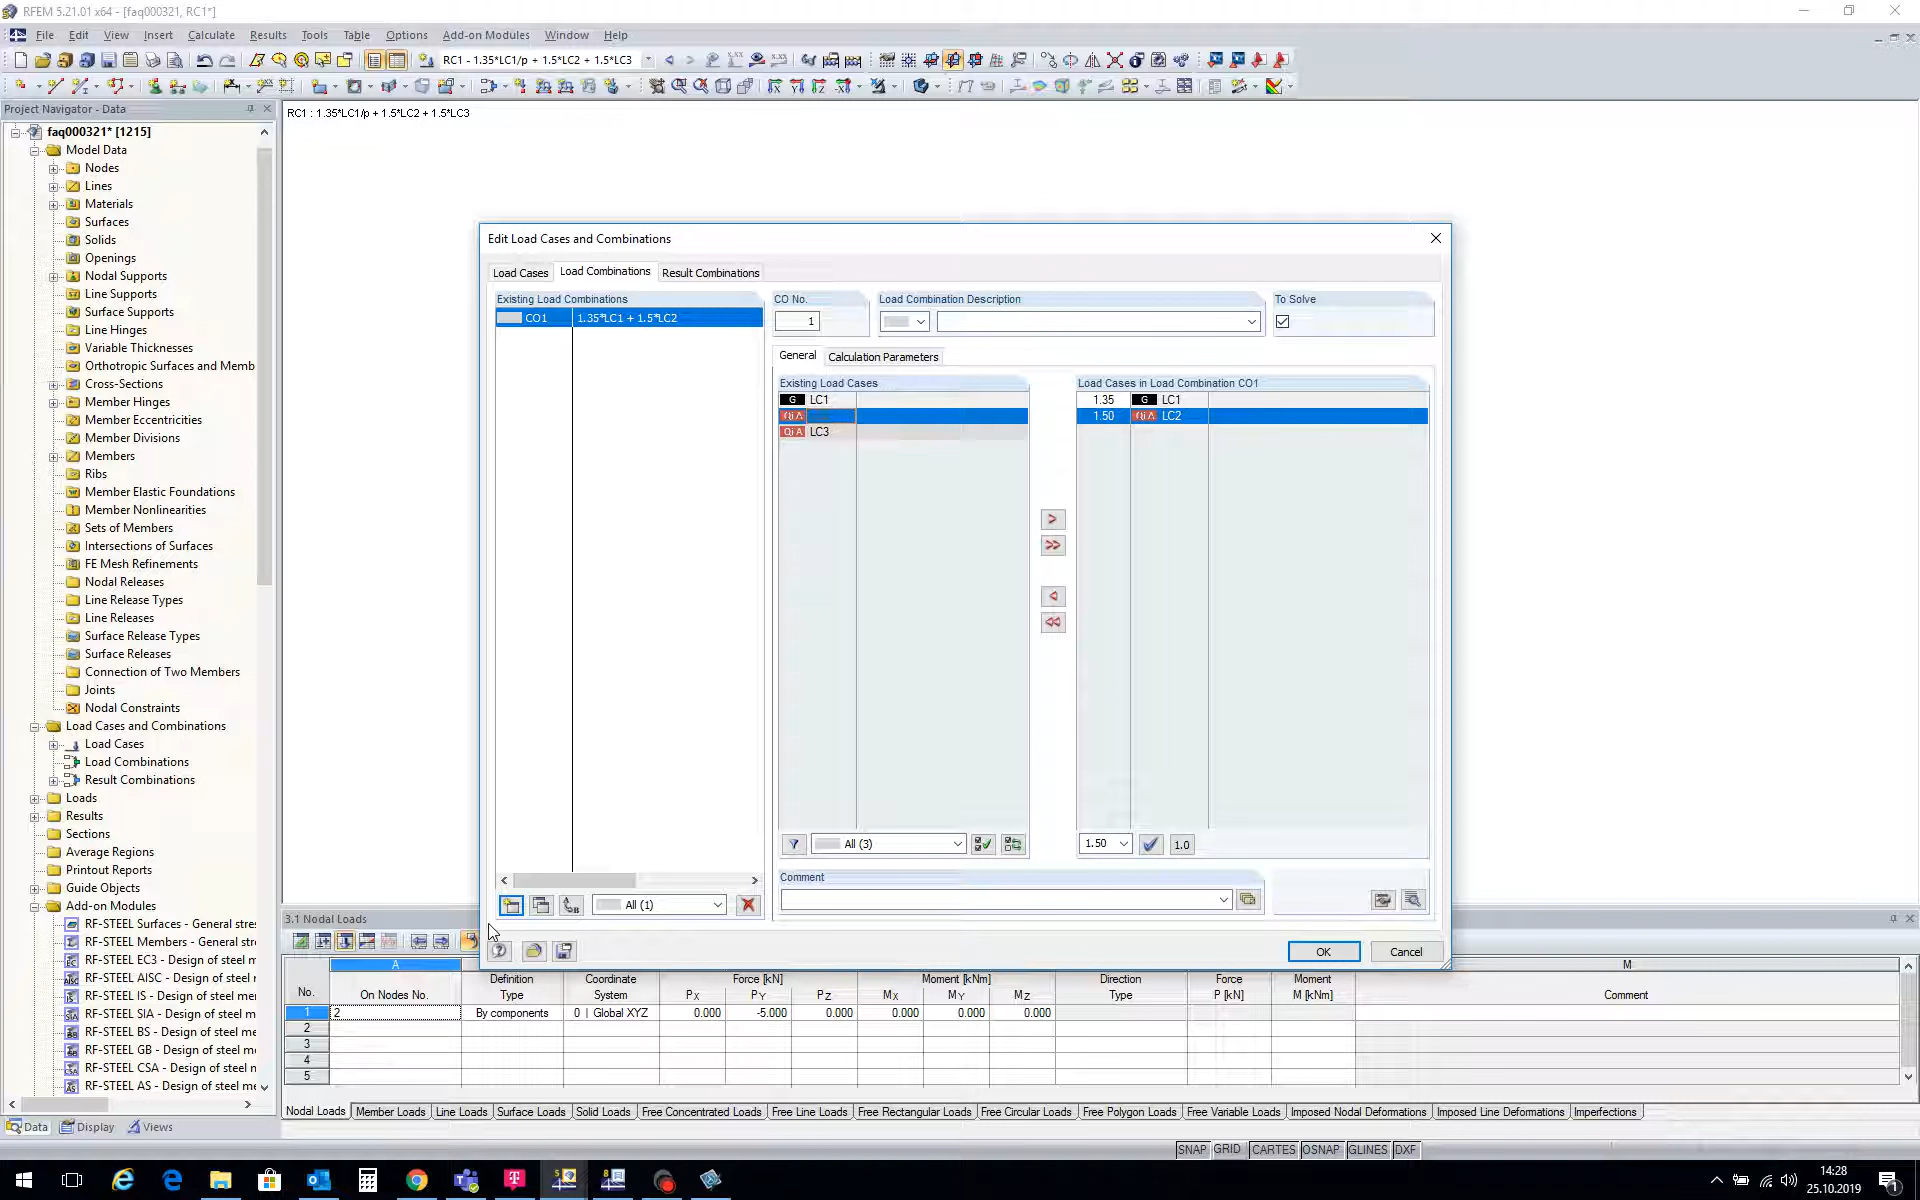 RFEM 5.21.01 x64 - [faq000321, RC1*]
File Edit View Insert Calculate Results Tools Table Options Add-on Modules Window Help
RC1 - 1.35*LC1/p + 1.5*LC2 + 1.5*LC3
Project Navigator - Data
RC1 : 1.35*LC1/p + 1.5*LC2 + 1.5*LC3
faq000321* [1215]
Model Data
Nodes
Lines
Materials
Surfaces
Solids
Openings
Nodal Supports
Line Supports
Surface Supports
Line Hinges
Variable Thicknesses
Orthotropic Surfaces and Memb
Cross-Sections
Member Hinges
Member Eccentricities
Member Divisions
Members
Ribs
Member Elastic Foundations
Member Nonlinearities
Sets of Members
Intersections of Surfaces
FE Mesh Refinements
Nodal Releases
Line Release Types
Line Releases
Surface Release Types
Surface Releases
Connection of Two Members
Joints
Nodal Constraints
Load Cases and Combinations
Load Cases
Load Combinations
Result Combinations
Loads
Results
Sections
Average Regions
Printout Reports
Guide Objects
Add-on Modules
RF-STEEL Surfaces - General stre
RF-STEEL Members - General stre
RF-STEEL EC3 - Design of steel m
RF-STEEL AISC - Design of steel r
RF-STEEL IS - Design of steel mer
RF-STEEL SIA - Design of steel m
RF-STEEL BS - Design of steel me
RF-STEEL GB - Design of steel me
RF-STEEL CSA - Design of steel m
RF-STEEL AS - Design of steel me
Data Display Views
Edit Load Cases and Combinations
Load Cases Load Combinations Result Combinations
Existing Load Combinations
CO1 1.35*LC1 + 1.5*LC2
CO No.
1
Load Combination Description
To Solve
General Calculation Parameters
Existing Load Cases
G LC1
Qi A
Qi A LC3
Load Cases in Load Combination CO1
1.35 G LC1
1.50 Qi A LC2
All (3)
1.50 1.0
Comment
All (1)
OK Cancel
3.1 Nodal Loads
A M
No. On Nodes No. Definition Type Coordinate System Force [kN] PX PY PZ Moment [kNm] MX MY MZ Direction Type Force P [kN] Moment M [kNm] Comment
1 2 By components 0 | Global XYZ 0.000 -5.000 0.000 0.000 0.000 0.000
2
3
4
5
Nodal Loads Member Loads Line Loads Surface Loads Solid Loads Free Concentrated Loads Free Line Loads Free Rectangular Loads Free Circular Loads Free Polygon Loads Free Variable Loads Imposed Nodal Deformations Imposed Line Deformations Imperfections
SNAP GRID CARTES OSNAP GLINES DXF
14:28
25.10.2019